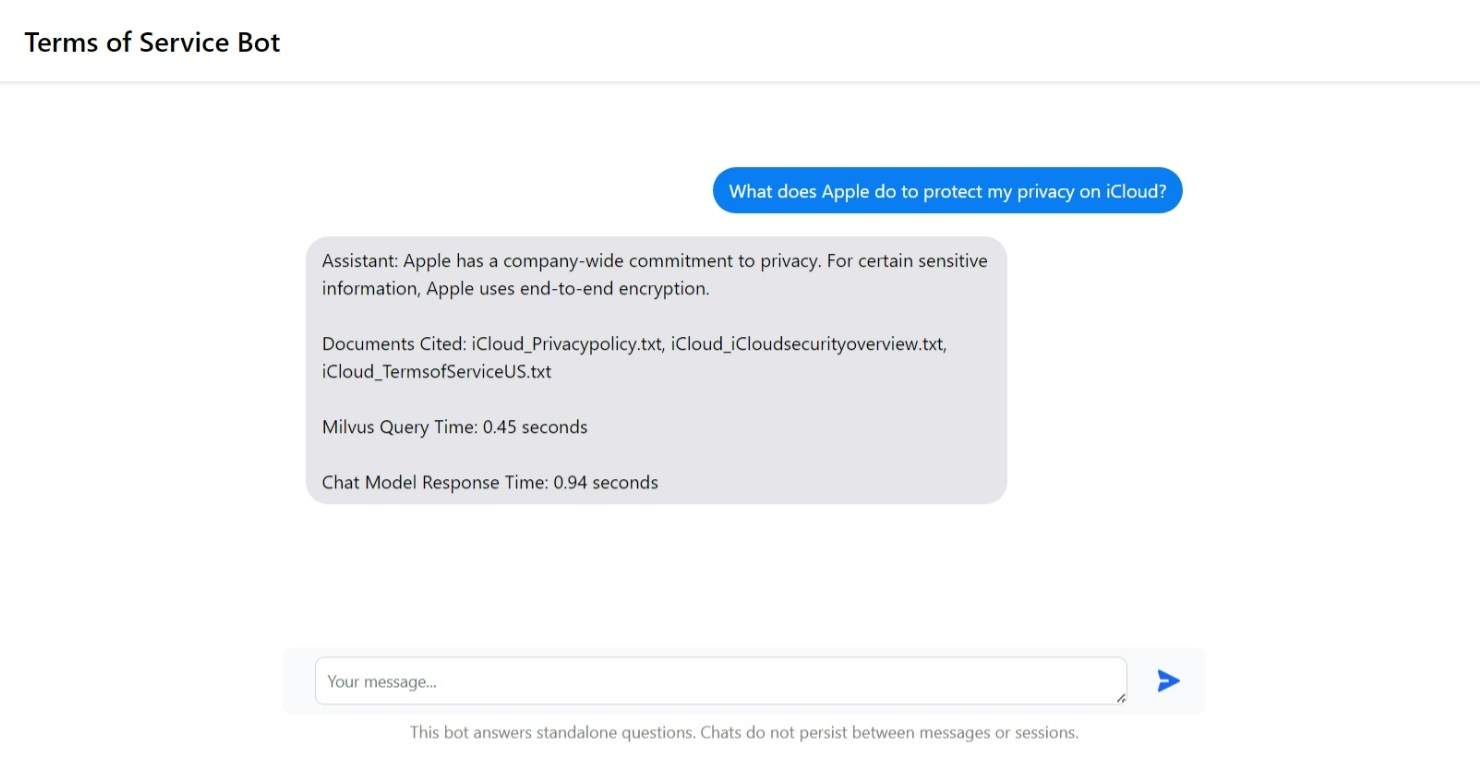 Terms of Service Bot
What does Apple do to protect my privacy on iCloud?
Assistant: Apple has a company-wide commitment to privacy. For certain sensitive
information, Apple uses end-to-end encryption.
Documents Cited: iCloud_Privacypolicy.txt, iCloud_iCloudsecurityoverview.txt,
iCloud_TermsofServiceUS.txt
Milvus Query Time: 0.45 seconds
Chat Model Response Time: 0.94 seconds
Your message...
This bot answers standalone questions. Chats do not persist between messages or sessions.